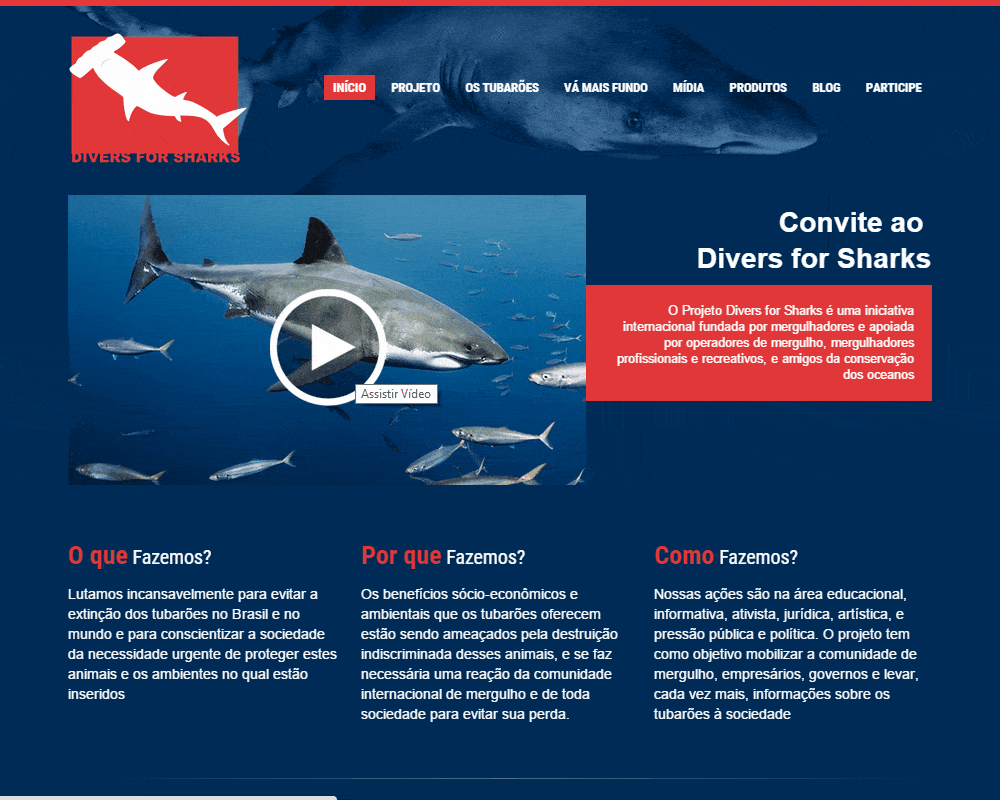 DIVERS FOR SHARKS
INÍCIO PROJETO OS TUBARÕES VÁ MAIS FUNDO MÍDIA PRODUTOS BLOG PARTICIPE
Convite ao
Divers for Sharks
O Projeto Divers for Sharks é uma iniciativa
internacional fundada por mergulhadores e apoiada
por operadores de mergulho, mergulhadores
profissionais e recreativos, e amigos da conservação
dos oceanos
Assistir Vídeo
O que Fazemos?
Lutamos incansavelmente para evitar a
extinção dos tubarões no Brasil e no
mundo e para conscientizar a sociedade
da necessidade urgente de proteger estes
animais e os ambientes no qual estão
inseridos
Por que Fazemos?
Os benefícios sócio-econômicos e
ambientais que os tubarões oferecem
estão sendo ameaçados pela destruição
indiscriminada desses animais, e se faz
necessária uma reação da comunidade
internacional de mergulho e de toda
sociedade para evitar sua perda.
Como Fazemos?
Nossas ações são na área educacional,
informativa, ativista, jurídica, artística, e
pressão pública e política. O projeto tem
como objetivo mobilizar a comunidade de
mergulho, empresários, governos e levar,
cada vez mais, informações sobre os
tubarões à sociedade